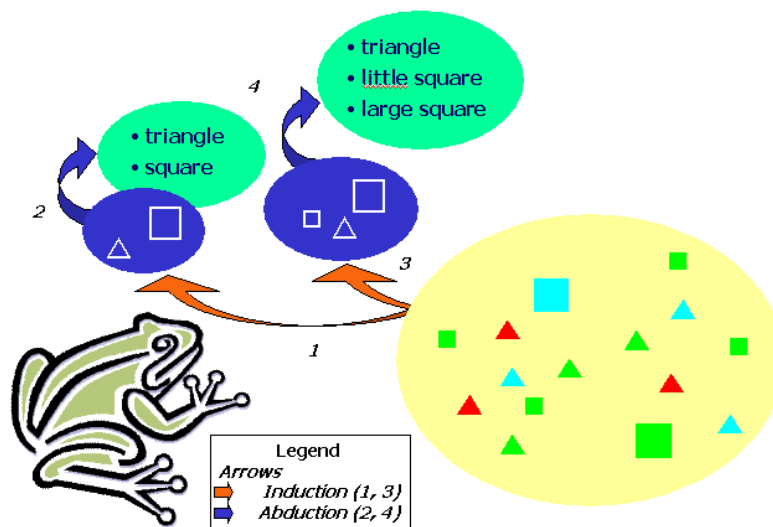 • triangle
• little square
• large square
4
• triangle
• square
2
3
1
Legend
Arrows
Induction (1, 3)
Abduction (2, 4)